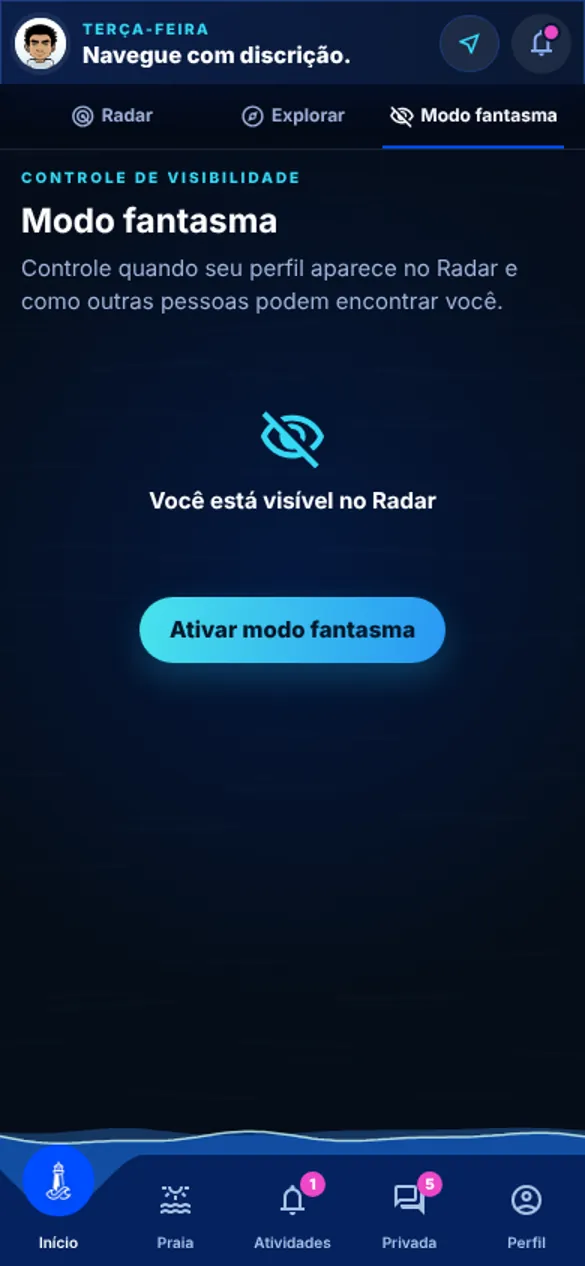 TERÇA-FEIRA
Navegue com discrição.
Radar
Explorar
Modo fantasma
CONTROLE DE VISIBILIDADE
Modo fantasma
Controle quando seu perfil aparece no Radar e
como outras pessoas podem encontrar você.
Você está visível no Radar
Ativar modo fantasma
1
5
Início
Praia
Atividades
Privada
Perfil